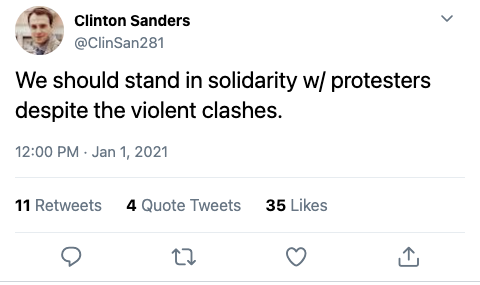 Clinton Sanders
@ClinSan281
We should stand in solidarity w/ protesters
despite the violent clashes.
12:00 PM · Jan 1, 2021
11 Retweets 4 Quote Tweets 35 Likes